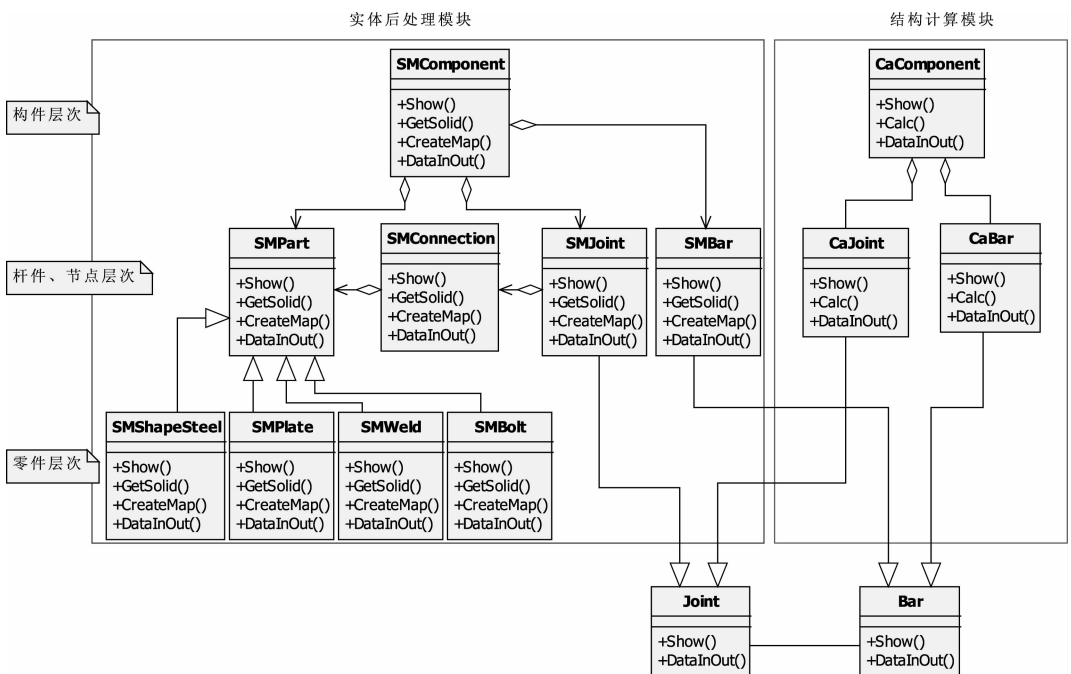 实体后处理模块
结构计算模块
构件层次
SMComponent
+Show()
+GetSolid()
+CreateMap()
+DataInOut()
CaComponent
+Show()
+Calc()
+DataInOut()
杆件、节点层次
SMPart
+Show()
+GetSolid()
+CreateMap()
+DataInOut()
SMConnection
+Show()
+GetSolid()
+CreateMap()
+DataInOut()
SMJoint
+Show()
+GetSolid()
+CreateMap()
+DataInOut()
SMBar
+Show()
+GetSolid()
+CreateMap()
+DataInOut()
CaJoint
+Show()
+Calc()
+DataInOut()
CaBar
+Show()
+Calc()
+DataInOut()
零件层次
SMShapeSteel
+Show()
+GetSolid()
+CreateMap()
+DataInOut()
SMPlate
+Show()
+GetSolid()
+CreateMap()
+DataInOut()
SMWeld
+Show()
+GetSolid()
+CreateMap()
+DataInOut()
SMBolt
+Show()
+GetSolid()
+CreateMap()
+DataInOut()
Joint
+Show()
+DataInOut()
Bar
+Show()
+DataInOut()